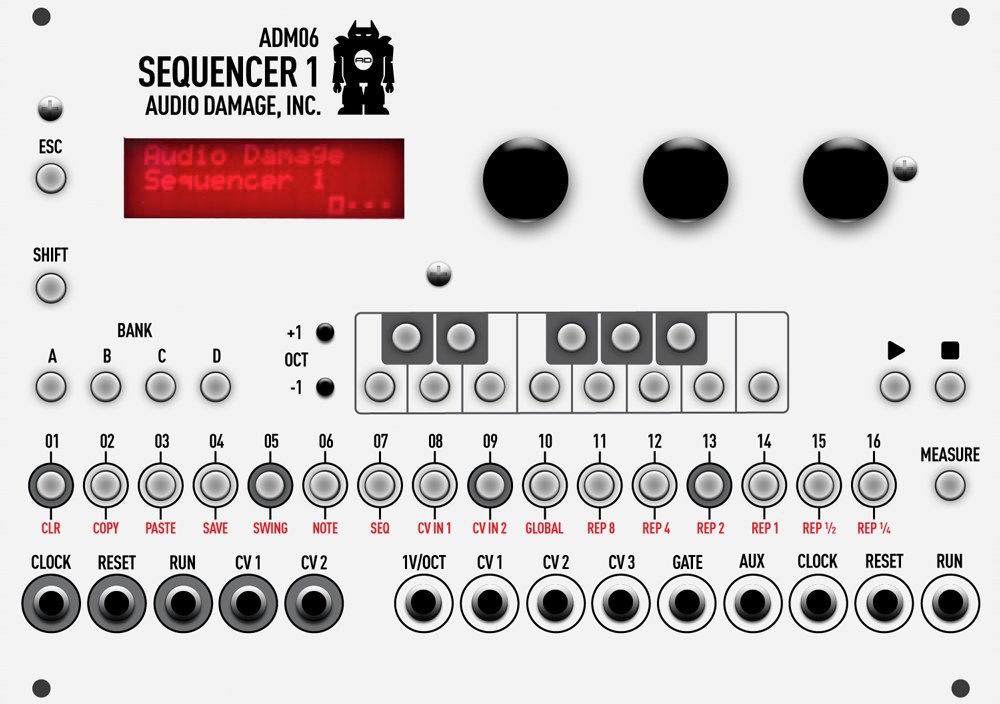 ADM06
SEQUENCER 1
AUDIO DAMAGE, INC.
AD
ESC
Audio Damage
Sequencer 1
SHIFT
BANK
A B C D
+1
OCT
-1
01 02 03 04 05 06 07 08 09 10 11 12 13 14 15 16
MEASURE
CLR COPY PASTE SAVE SWING NOTE SEQ CV IN 1 CV IN 2 GLOBAL REP 8 REP 4 REP 2 REP 1 REP ½ REP ¼
CLOCK RESET RUN CV 1 CV 2 1V/OCT CV 1 CV 2 CV 3 GATE AUX CLOCK RESET RUN